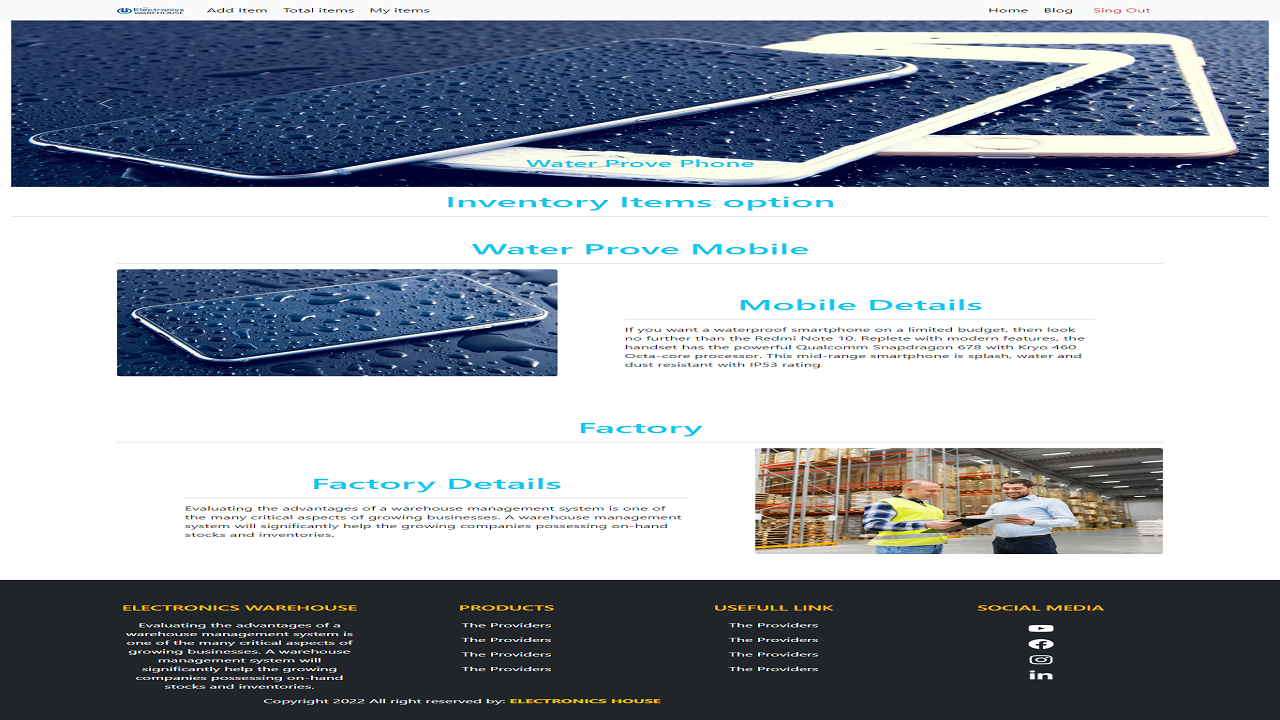 Electronics
WAREHOUSE
Add Item Total items My items Home Blog Sing Out
Water Prove Phone
Inventory Items option
Water Prove Mobile
Mobile Details
If you want a waterproof smartphone on a limited budget, then look
no further than the Redmi Note 10. Replete with modern features, the
handset has the powerful Qualcomm Snapdragon 678 with Kryo 460
Octa-core processor. This mid-range smartphone is splash, water and
dust resistant with IP53 rating
Factory
Factory Details
Evaluating the advantages of a warehouse management system is one of
the many critical aspects of growing businesses. A warehouse management
system will significantly help the growing companies possessing on-hand
stocks and inventories.
ELECTRONICS WAREHOUSE
Evaluating the advantages of a
warehouse management system is
one of the many critical aspects of
growing businesses. A warehouse
management system will
significantly help the growing
companies possessing on-hand
stocks and inventories.
PRODUCTS
The Providers
The Providers
The Providers
The Providers
USEFULL LINK
The Providers
The Providers
The Providers
The Providers
SOCIAL MEDIA
Copyright 2022 All right reserved by: ELECTRONICS HOUSE